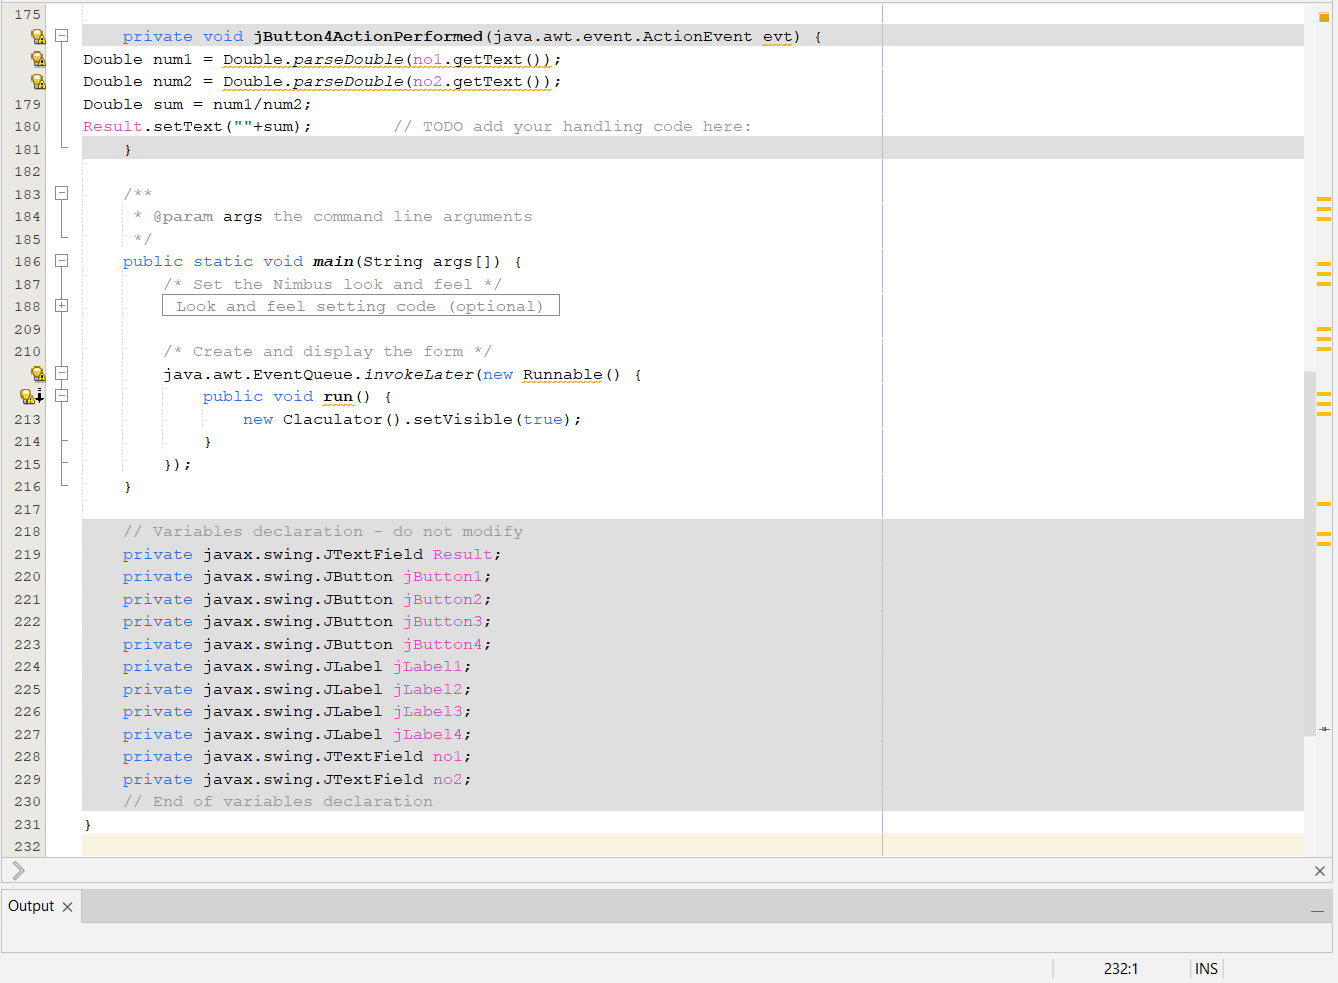 175
private void jButton4ActionPerformed(java.awt.event.ActionEvent evt) {
Double num1 = Double.parseDouble(no1.getText());
Double num2 = Double.parseDouble(no2.getText());
179 Double sum = num1/num2;
180 Result.setText(""+sum); // TODO add your handling code here:
181 }
182
183 /**
184 * @param args the command line arguments
185 */
186 public static void main(String args[]) {
187 /* Set the Nimbus look and feel */
188 Look and feel setting code (optional)
209
210 /* Create and display the form */
java.awt.EventQueue.invokeLater(new Runnable() {
public void run() {
213 new Claculator().setVisible(true);
214 }
215 });
216 }
217
218 // Variables declaration - do not modify
219 private javax.swing.JTextField Result;
220 private javax.swing.JButton jButton1;
221 private javax.swing.JButton jButton2;
222 private javax.swing.JButton jButton3;
223 private javax.swing.JButton jButton4;
224 private javax.swing.JLabel jLabel1;
225 private javax.swing.JLabel jLabel2;
226 private javax.swing.JLabel jLabel3;
227 private javax.swing.JLabel jLabel4;
228 private javax.swing.JTextField no1;
229 private javax.swing.JTextField no2;
230 // End of variables declaration
231 }
232
Output
232:1 INS